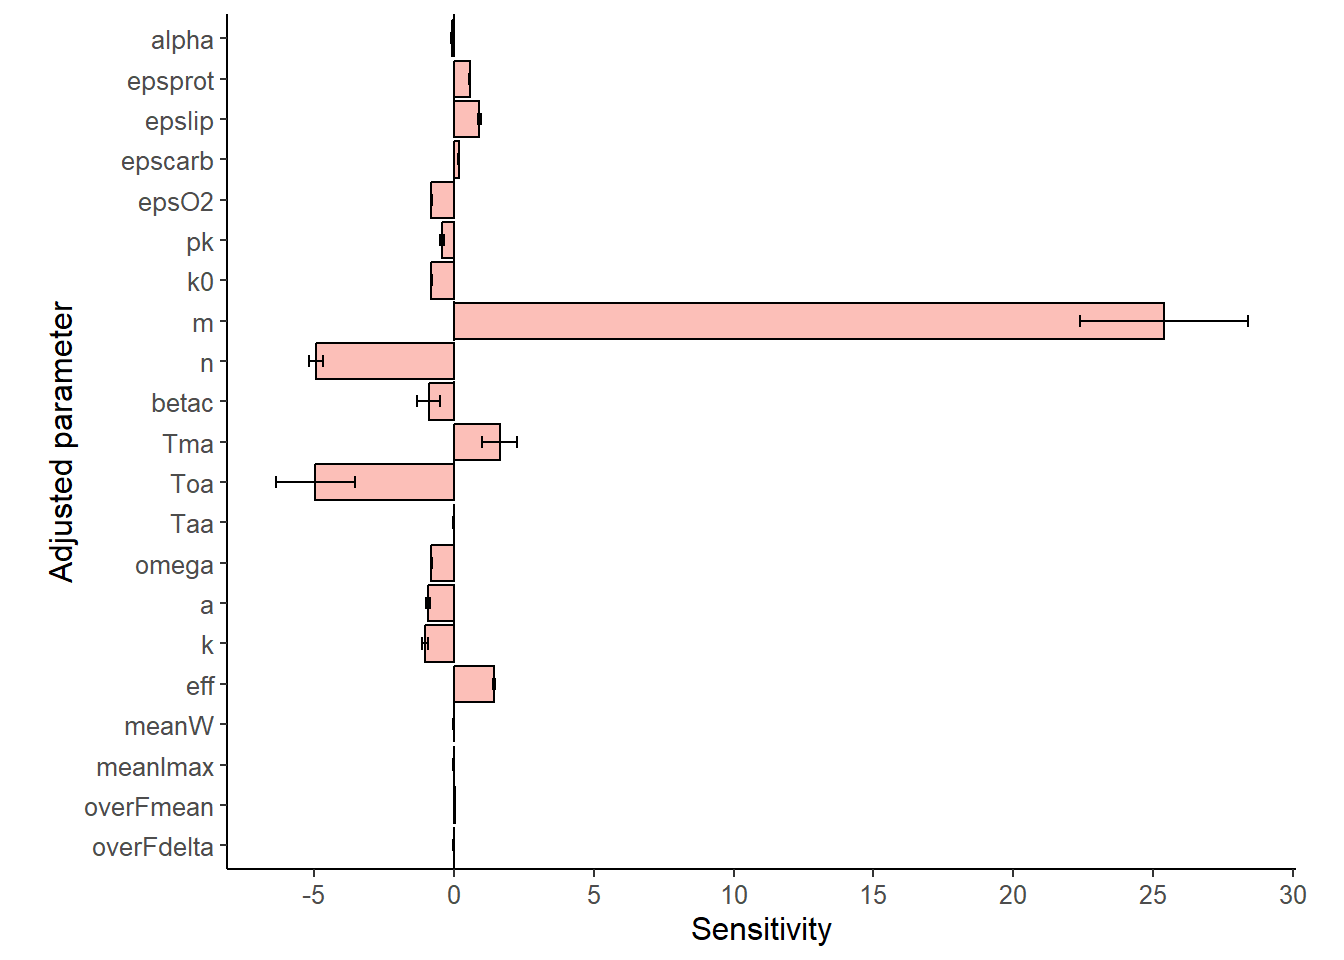 Adjusted parameter
alpha
epsprot
epslip
epscarb
epsO2
pk
k0
m
n
betac
Tma
Toa
Taa
omega
a
k
eff
meanW
meanImax
overFmean
overFdelta
-5 0 5 10 15 20 25 30
Sensitivity